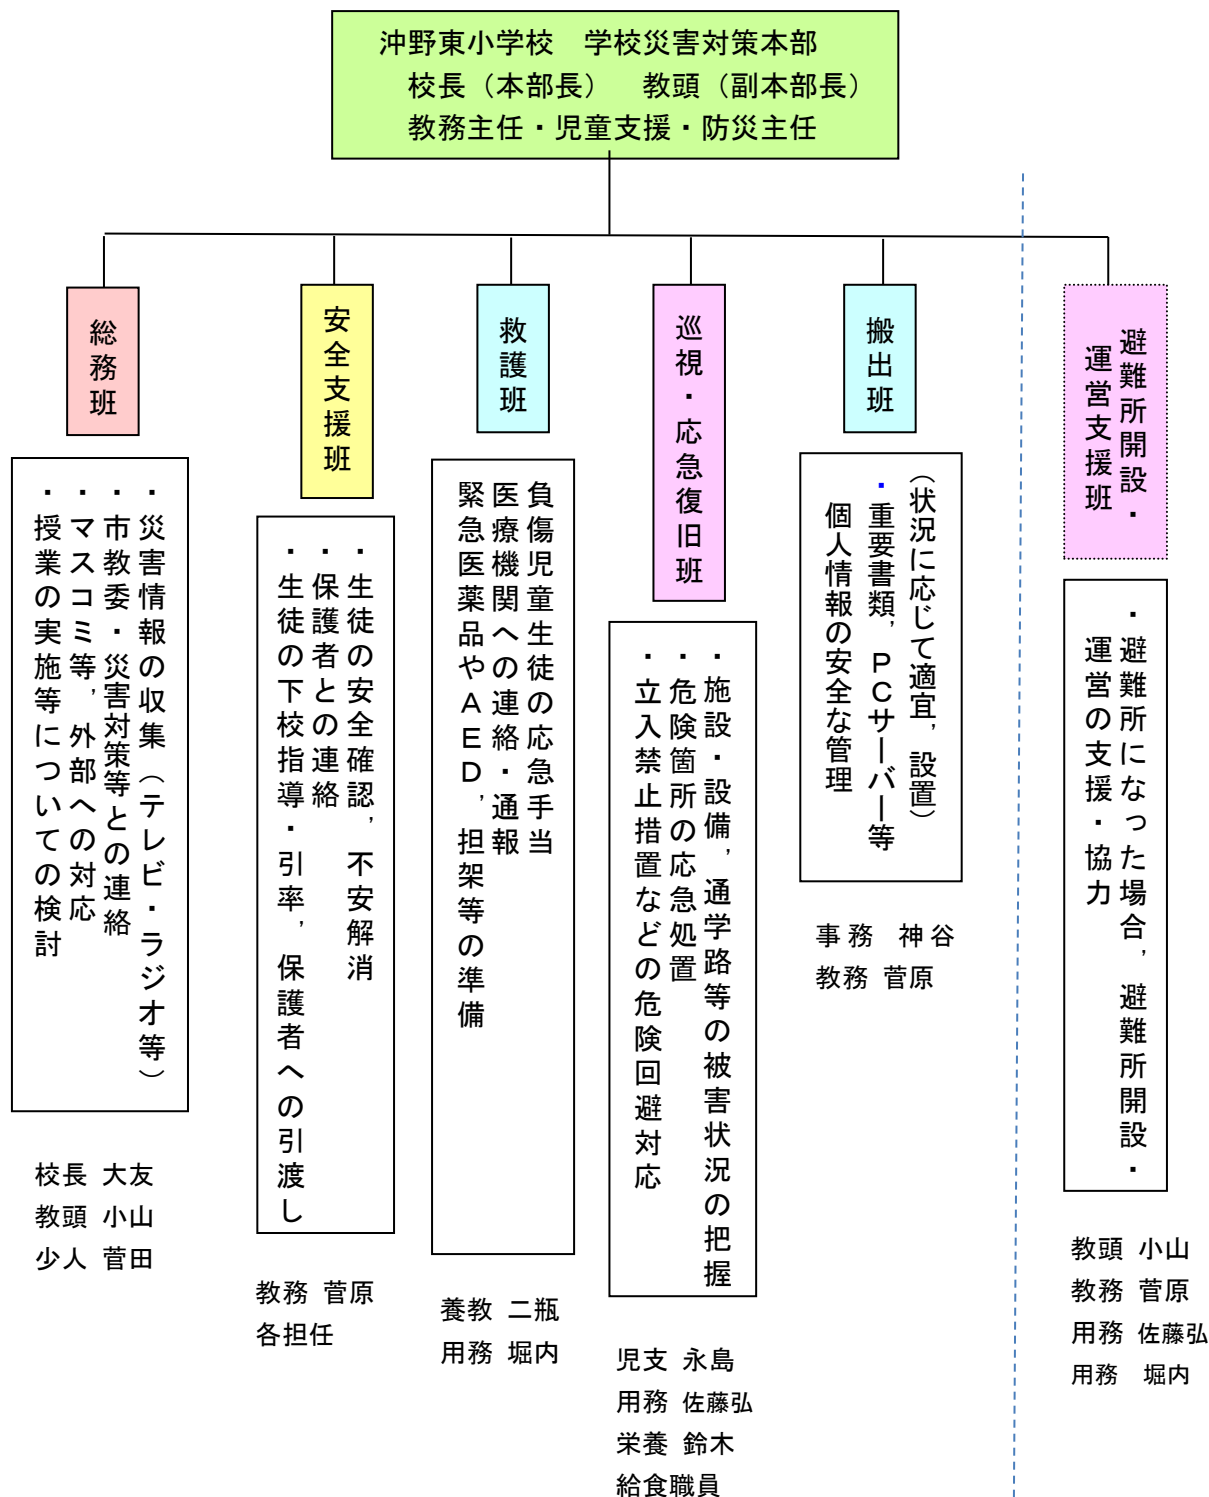 沖野東小学校　学校災害対策本部
校長（本部長）　教頭（副本部長）
教務主任・児童支援・防災主任
総務班
・災害情報の収集（テレビ・ラジオ等）
・市教委・災害対策等との連絡
・マスコミ等，外部への対応
・授業の実施等についての検討
校長 大友
教頭 小山
少人 菅田
安全支援班
・生徒の安全確認，不安解消
・保護者との連絡
・生徒の下校指導・引率，保護者への引渡し
教務 菅原
各担任
救護班
負傷児童生徒の応急手当
医療機関への連絡・通報
緊急医薬品やＡＥＤ，担架等の準備
養教 二瓶
用務 堀内
巡視・応急復旧班
・施設・設備，通学路等の被害状況の把握
・危険箇所の応急処置
・立入禁止措置などの危険回避対応
児支 永島
用務 佐藤弘
栄養 鈴木
給食職員
搬出班
（状況に応じて適宜，設置）
・重要書類，ＰＣサーバー等
個人情報の安全な管理
事務 神谷
教務 菅原
避難所開設・
運営支援班
・避難所になった場合，避難所開設・
運営の支援・協力
教頭 小山
教務 菅原
用務 佐藤弘
用務 堀内